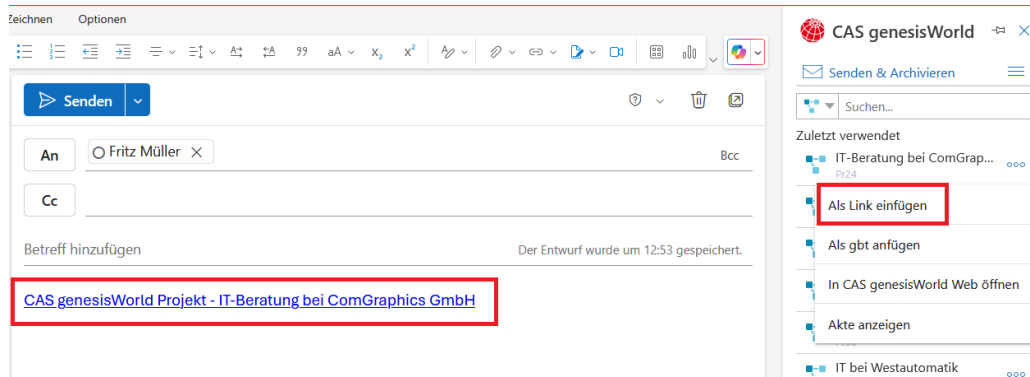 Zeichnen Optionen
Senden
An Fritz Müller Bcc
Cc
Betreff hinzufügen Der Entwurf wurde um 12:53 gespeichert.
CAS genesisWorld Projekt - IT-Beratung bei ComGraphics GmbH
CAS genesisWorld
Senden & Archivieren
Suchen...
Zuletzt verwendet
IT-Beratung bei ComGrap...
Pr24
Als Link einfügen
Als gbt anfügen
In CAS genesisWorld Web öffnen
Akte anzeigen
IT bei Westautomatik